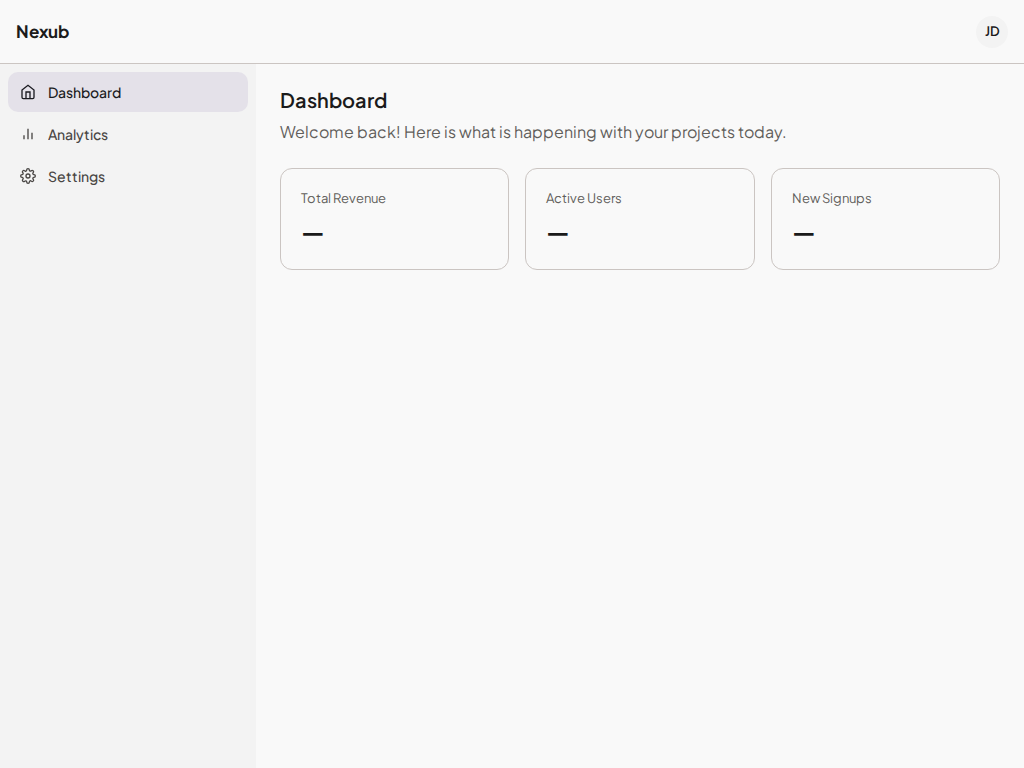 Nexub
JD
Dashboard
Analytics
Settings
Dashboard
Welcome back! Here is what is happening with your projects today.
Total Revenue
—
Active Users
—
New Signups
—